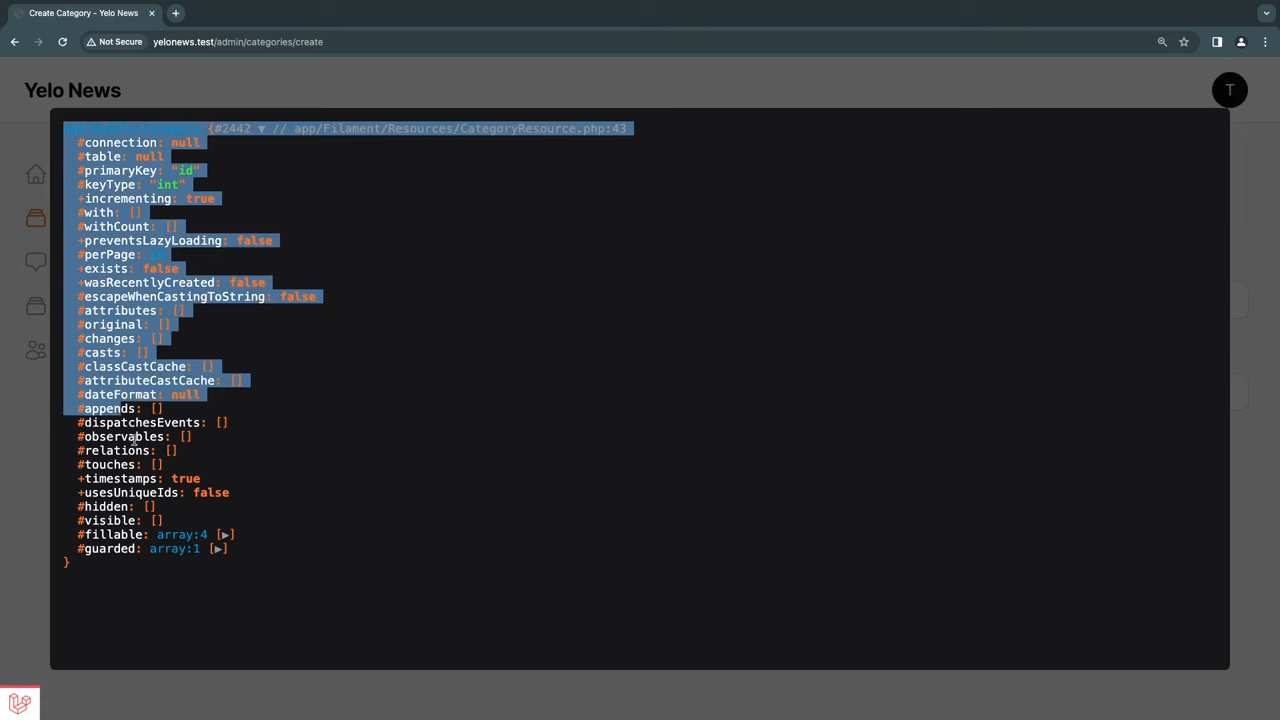 Create Category - Yelo News
Not Secure
yelonews.test/admin/categories/create
Yelo News
T
{#2442 ▼ // app/Filament/Resources/CategoryResource.php:43
#connection: null
#table: null
#primaryKey: "id"
#keyType: "int"
+incrementing: true
#with: []
#withCount: []
+preventsLazyLoading: false
#perPage: 15
+exists: false
+wasRecentlyCreated: false
#escapeWhenCastingToString: false
#attributes: []
#original: []
#changes: []
#casts: []
#classCastCache: []
#attributeCastCache: []
#dateFormat: null
#appends: []
#dispatchesEvents: []
#observables: []
#relations: []
#touches: []
+timestamps: true
+usesUniqueIds: false
#hidden: []
#visible: []
#fillable: array:4 [▶]
#guarded: array:1 [▶]
}